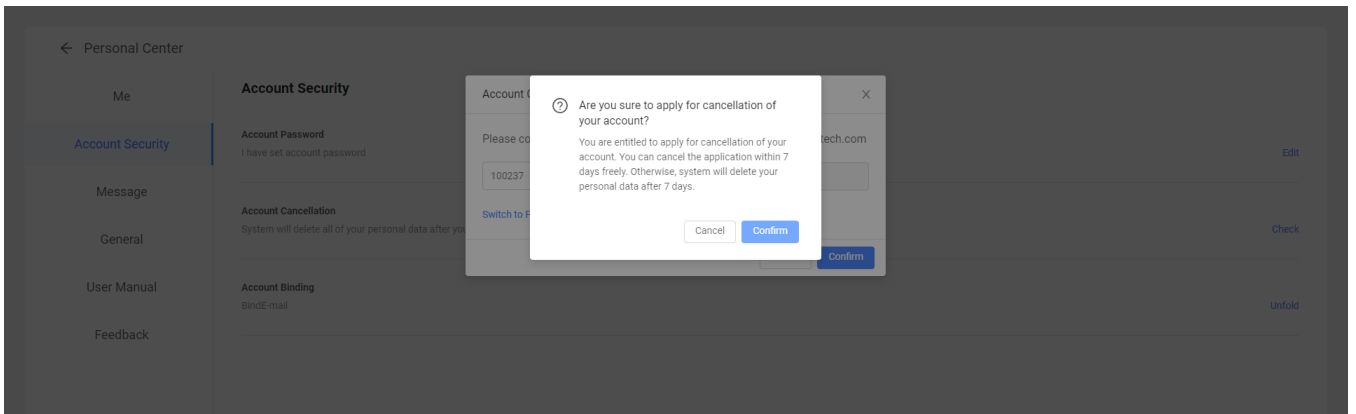 Personal Center
Me
Account Security
Message
General
User Manual
Feedback
Account Security
Account Password
I have set account password
Edit
Account Cancellation
System will delete all of your personal data after
Check
Account Binding
BindE-mail
Unfold
Account
Please
tech.com
100237
Switch to
Confirm
Are you sure to apply for cancellation of
your account?
You are entitled to apply for cancellation of your
account. You can cancel the application within 7
days freely. Otherwise, system will delete your
personal data after 7 days.
Cancel
Confirm